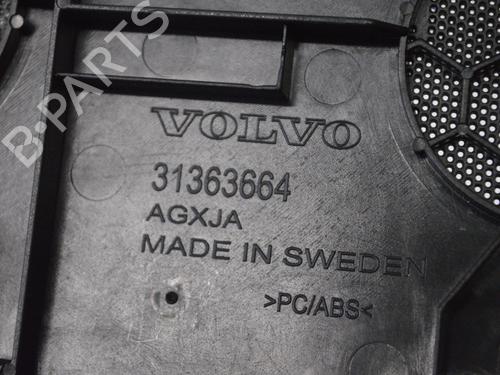 B-PARTS
VOLVO
31363664
AGXJA
MADE IN SWEDEN
>PC/ABS<